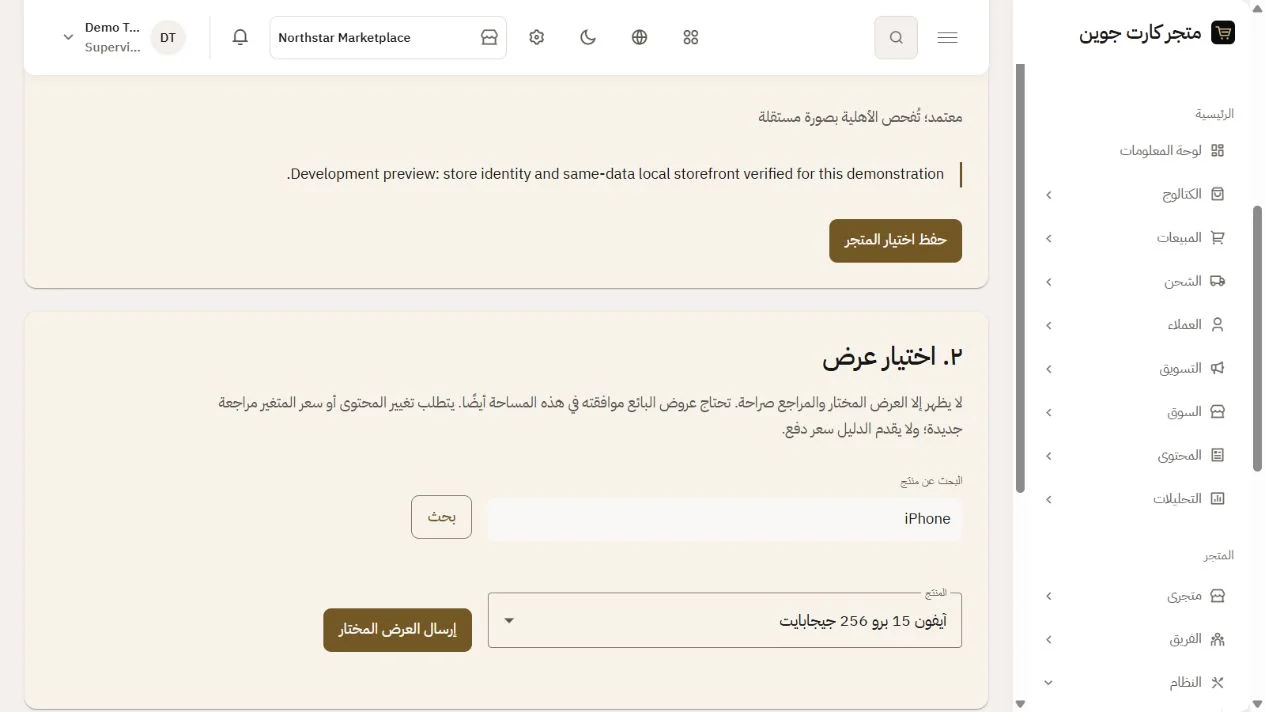 متجر كارت جوين
الرئيسية
لوحة المعلومات
الكتالوج
المبيعات
الشحن
العملاء
التسويق
السوق
المحتوى
التحليلات
المتجر
متجري
الفريق
النظام
Northstar Marketplace
DT
Demo T...
Supervi...
معتمد؛ تُفحص الأهلية بصورة مستقلة
Development preview: store identity and same-data local storefront verified for this demonstration.
حفظ اختيار المتجر
٢. اختيار عرض
لا يظهر إلا العرض المختار والمراجع صراحة. تحتاج عروض البائع موافقته في هذه المساحة أيضًا. يتطلب تغيير المحتوى أو سعر المتغير مراجعة
جديدة؛ ولا يقدم الدليل سعر دفع.
البحث عن منتج
iPhone
بحث
المنتج
آيفون 15 برو 256 جيجابايت
إرسال العرض المختار